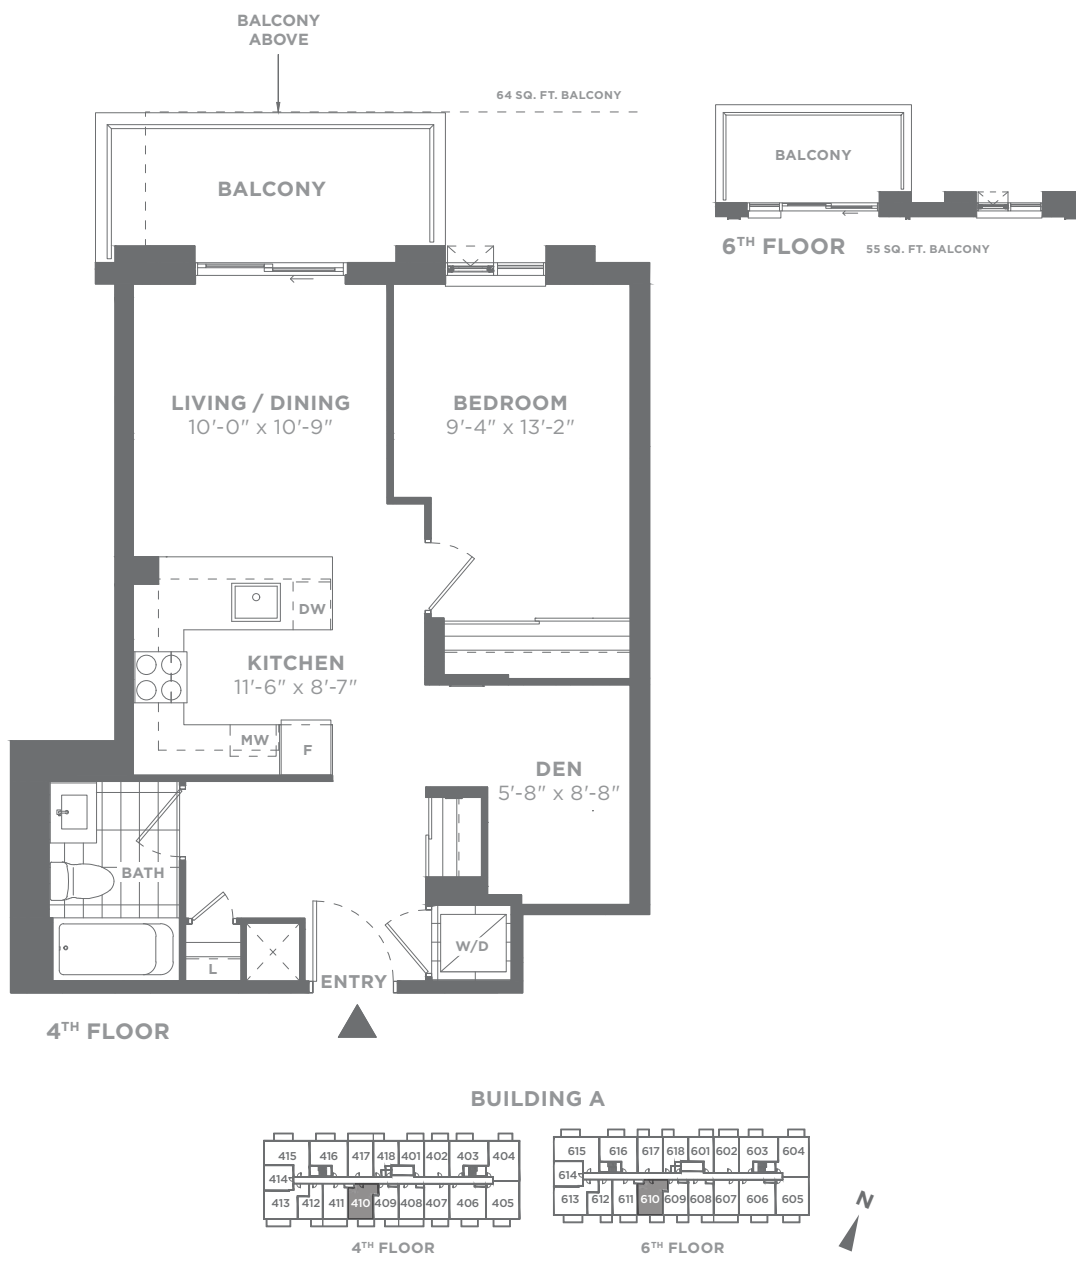 BALCONY
ABOVE
64 SQ. FT. BALCONY
BALCONY
BALCONY
6TH FLOOR 55 SQ. FT. BALCONY
LIVING / DINING
10'-0" x 10'-9"
BEDROOM
9'-4" x 13'-2"
DW
KITCHEN
11'-6" x 8'-7"
MW
F
DEN
5'-8" x 8'-8"
BATH
W/D
L
ENTRY
4TH FLOOR
BUILDING A
415 416 417 418 401 402 403 404
414
413 412 411 410 409 408 407 406 405
4TH FLOOR
615 616 617 618 601 602 603 604
614
613 612 611 610 609 608 607 606 605
6TH FLOOR
N